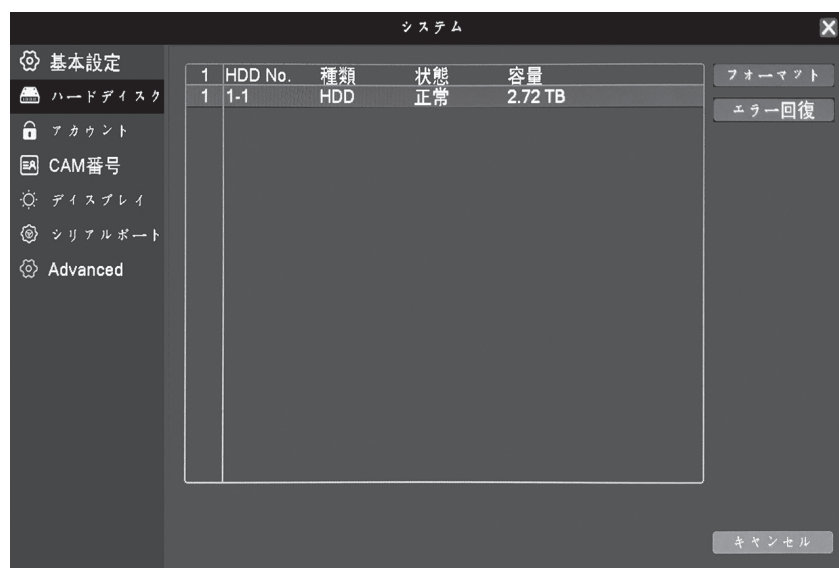 システム
基本設定
ハードディスク
アカウント
CAM番号
ディスプレイ
シリアルポート
Advanced
1 HDD No. 種類 状態 容量
1 1-1 HDD 正常 2.72 TB
フォーマット
エラー回復
キャンセル